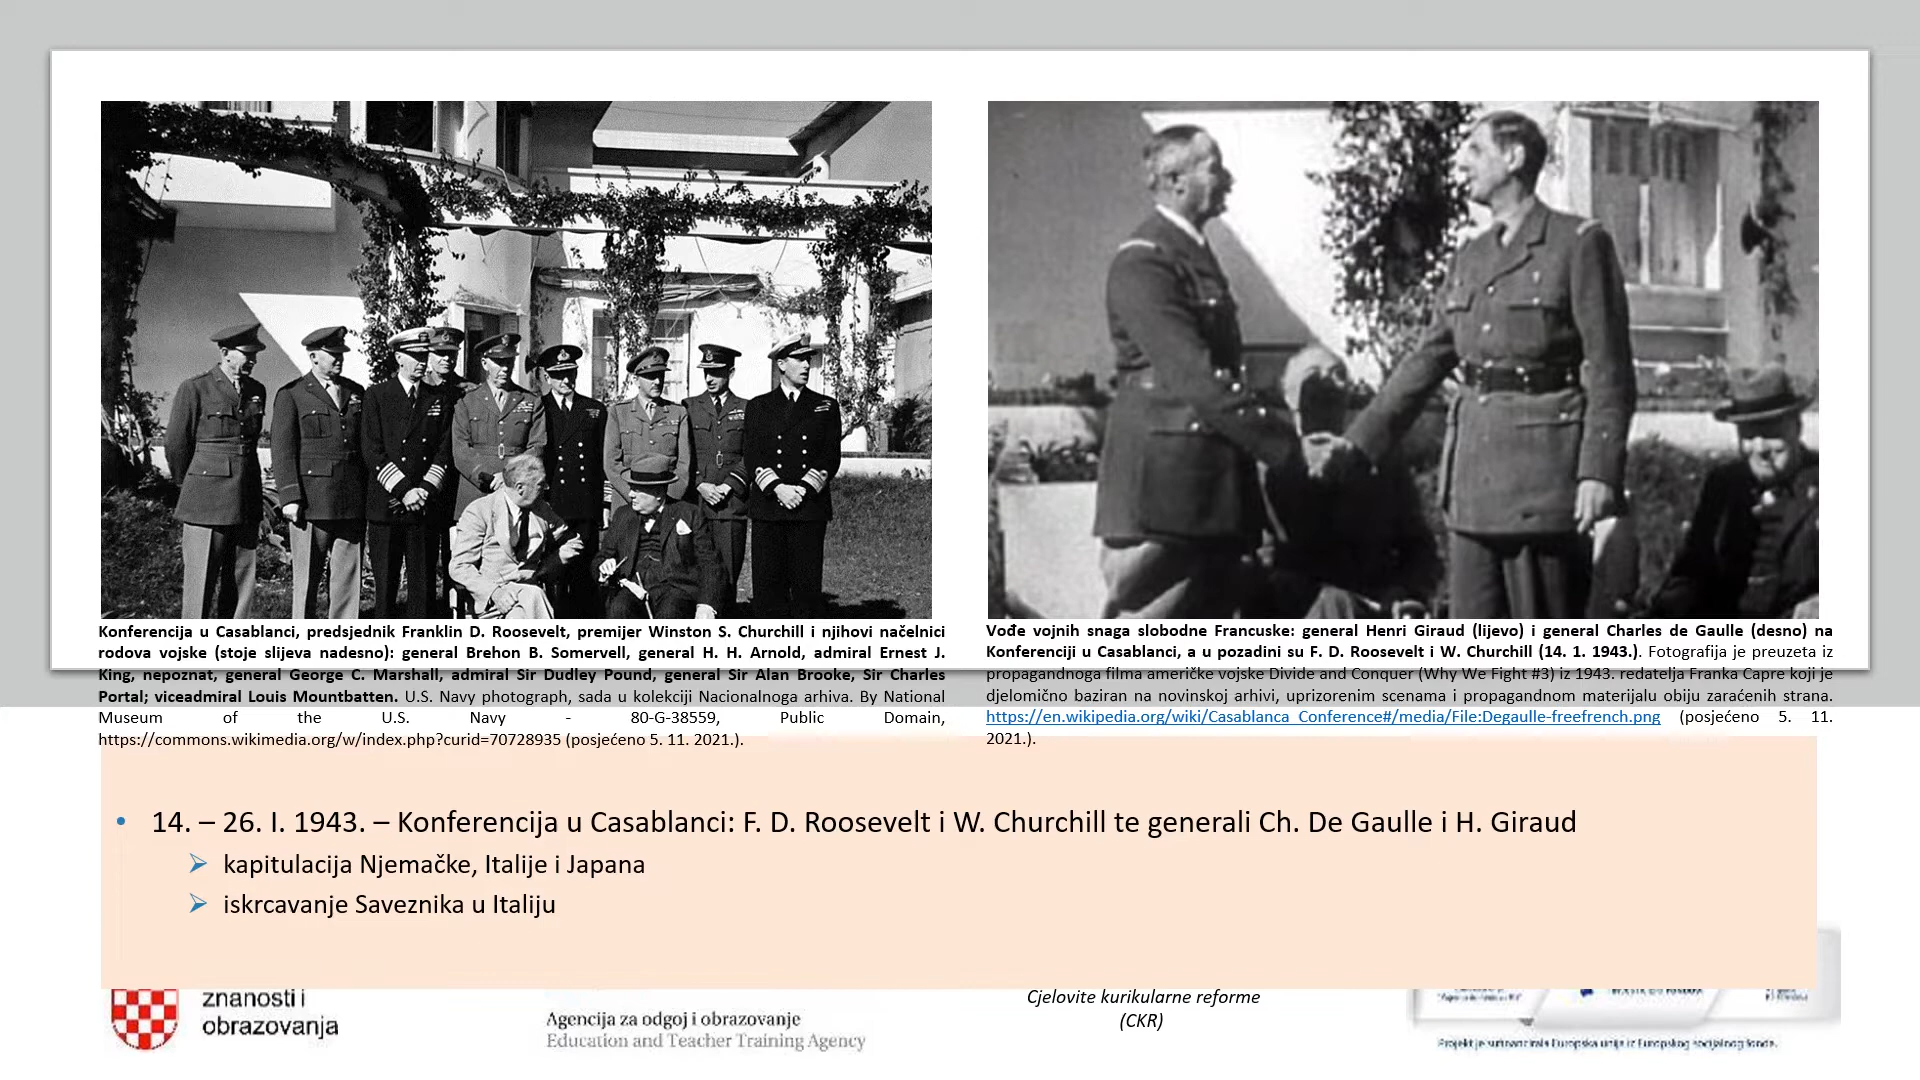 Konferencija u Casablanci, predsjednik Franklin D. Roosevelt, premijer Winston S. Churchill i njihovi načelnici
rodova vojske (stoje slijeva nadesno): general Brehon B. Somervell, general H. H. Arnold, admiral Ernest J.
King, nepoznat, general George C. Marshall, admiral Sir Dudley Pound, general Sir Alan Brooke, Sir Charles
Portal; viceadmiral Louis Mountbatten. U.S. Navy photograph, sada u kolekciji Nacionalnoga arhiva. By National
Museum of the U.S. Navy - 80-G-38559, Public Domain,
https://commons.wikimedia.org/w/index.php?curid=70728935 (posjećeno 5. 11. 2021.).
Vođe vojnih snaga slobodne Francuske: general Henri Giraud (lijevo) i general Charles de Gaulle (desno) na
Konferenciji u Casablanci, a u pozadini su F. D. Roosevelt i W. Churchill (14. 1. 1943.). Fotografija je preuzeta iz
propagandnoga filma američke vojske Divide and Conquer (Why We Fight #3) iz 1943. redatelja Franka Capre koji je
djelomično baziran na novinskoj arhivi, uprizorenim scenama i propagandnom materijalu obiju zaraćenih strana.
https://en.wikipedia.org/wiki/Casablanca_Conference#/media/File:Degaulle-freefrench.png (posjećeno 5. 11.
2021.).
• 14. – 26. I. 1943. – Konferencija u Casablanci: F. D. Roosevelt i W. Churchill te generali Ch. De Gaulle i H. Giraud
➢ kapitulacija Njemačke, Italije i Japana
➢ iskrcavanje Saveznika u Italiju
znanosti i
obrazovanja
Agencija za odgoj i obrazovanje
Education and Teacher Training Agency
Cjelovite kurikularne reforme
(CKR)
Projekt je sufinancirala Europska unija iz Europskog socijalnog fonda.